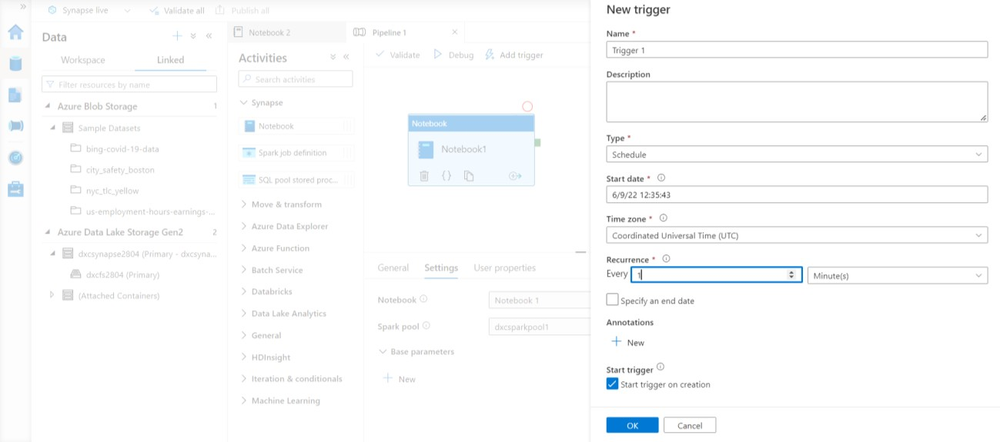 Synapse live
Validate all
Publish all
Data
Workspace
Linked
Filter resources by name
Azure Blob Storage 1
Sample Datasets
bing-covid-19-data
city_safety_boston
nyc_tlc_yellow
us-employment-hours-earnings-...
Azure Data Lake Storage Gen2 2
dxcsynapse2804 (Primary - dxcsyna...
dxcfs2804 (Primary)
(Attached Containers)
Notebook 2
Pipeline 1
Activities
Search activities
Synapse
Notebook
Spark job definition
SQL pool stored proc...
Move & transform
Azure Data Explorer
Azure Function
Batch Service
Databricks
Data Lake Analytics
General
HDInsight
Iteration & conditionals
Machine Learning
Validate
Debug
Add trigger
Notebook
Notebook1
General
Settings
User properties
Notebook
Notebook 1
Spark pool
dxcsparkpool1
Base parameters
New
New trigger
Name *
Trigger 1
Description
Type *
Schedule
Start date *
6/9/22 12:35:43
Time zone *
Coordinated Universal Time (UTC)
Recurrence *
Every 1 Minute(s)
Specify an end date
Annotations
New
Start trigger
Start trigger on creation
OK
Cancel